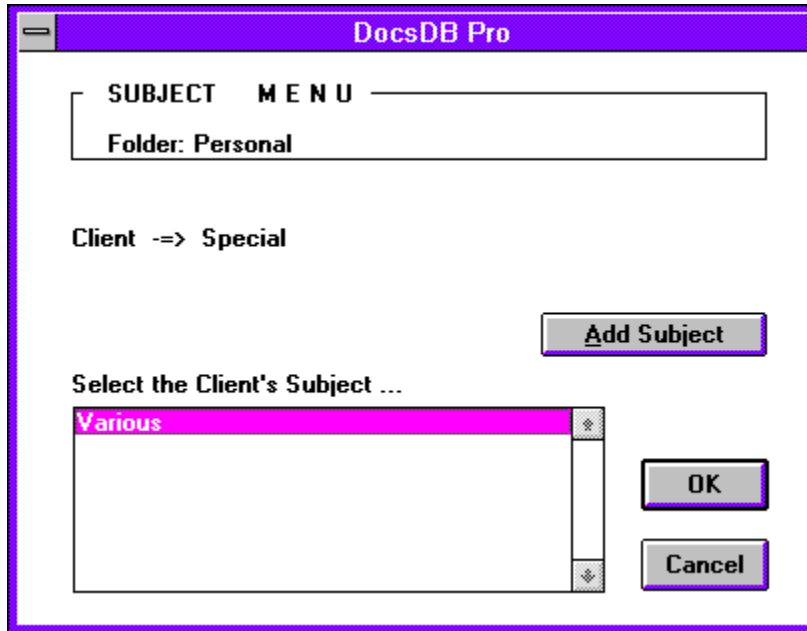 DocsDB Pro
SUBJECT M E N U
Folder: Personal
Client -=> Special
Add Subject
Select the Client's Subject ...
Various
OK
Cancel